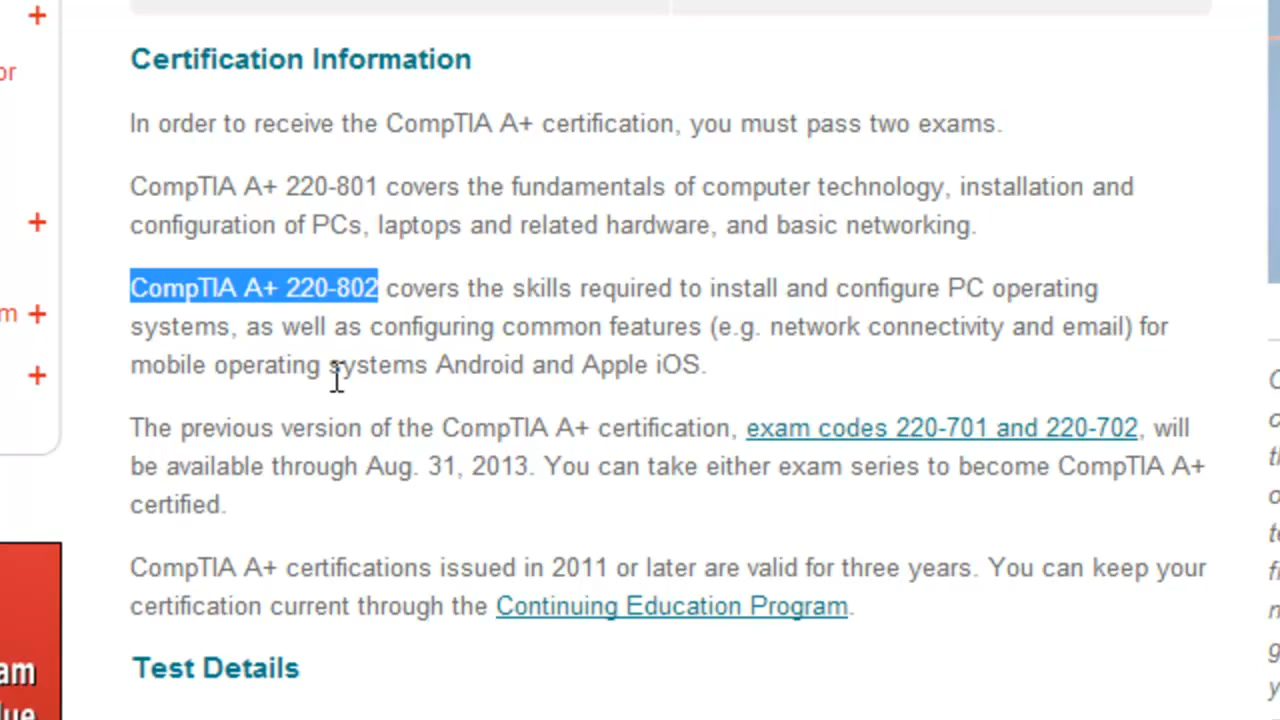 Certification Information
In order to receive the CompTIA A+ certification, you must pass two exams.
CompTIA A+ 220-801 covers the fundamentals of computer technology, installation and
configuration of PCs, laptops and related hardware, and basic networking.
CompTIA A+ 220-802 covers the skills required to install and configure PC operating
systems, as well as configuring common features (e.g. network connectivity and email) for
mobile operating systems Android and Apple iOS.
The previous version of the CompTIA A+ certification, exam codes 220-701 and 220-702, will
be available through Aug. 31, 2013. You can take either exam series to become CompTIA A+
certified.
CompTIA A+ certifications issued in 2011 or later are valid for three years. You can keep your
certification current through the Continuing Education Program.
Test Details